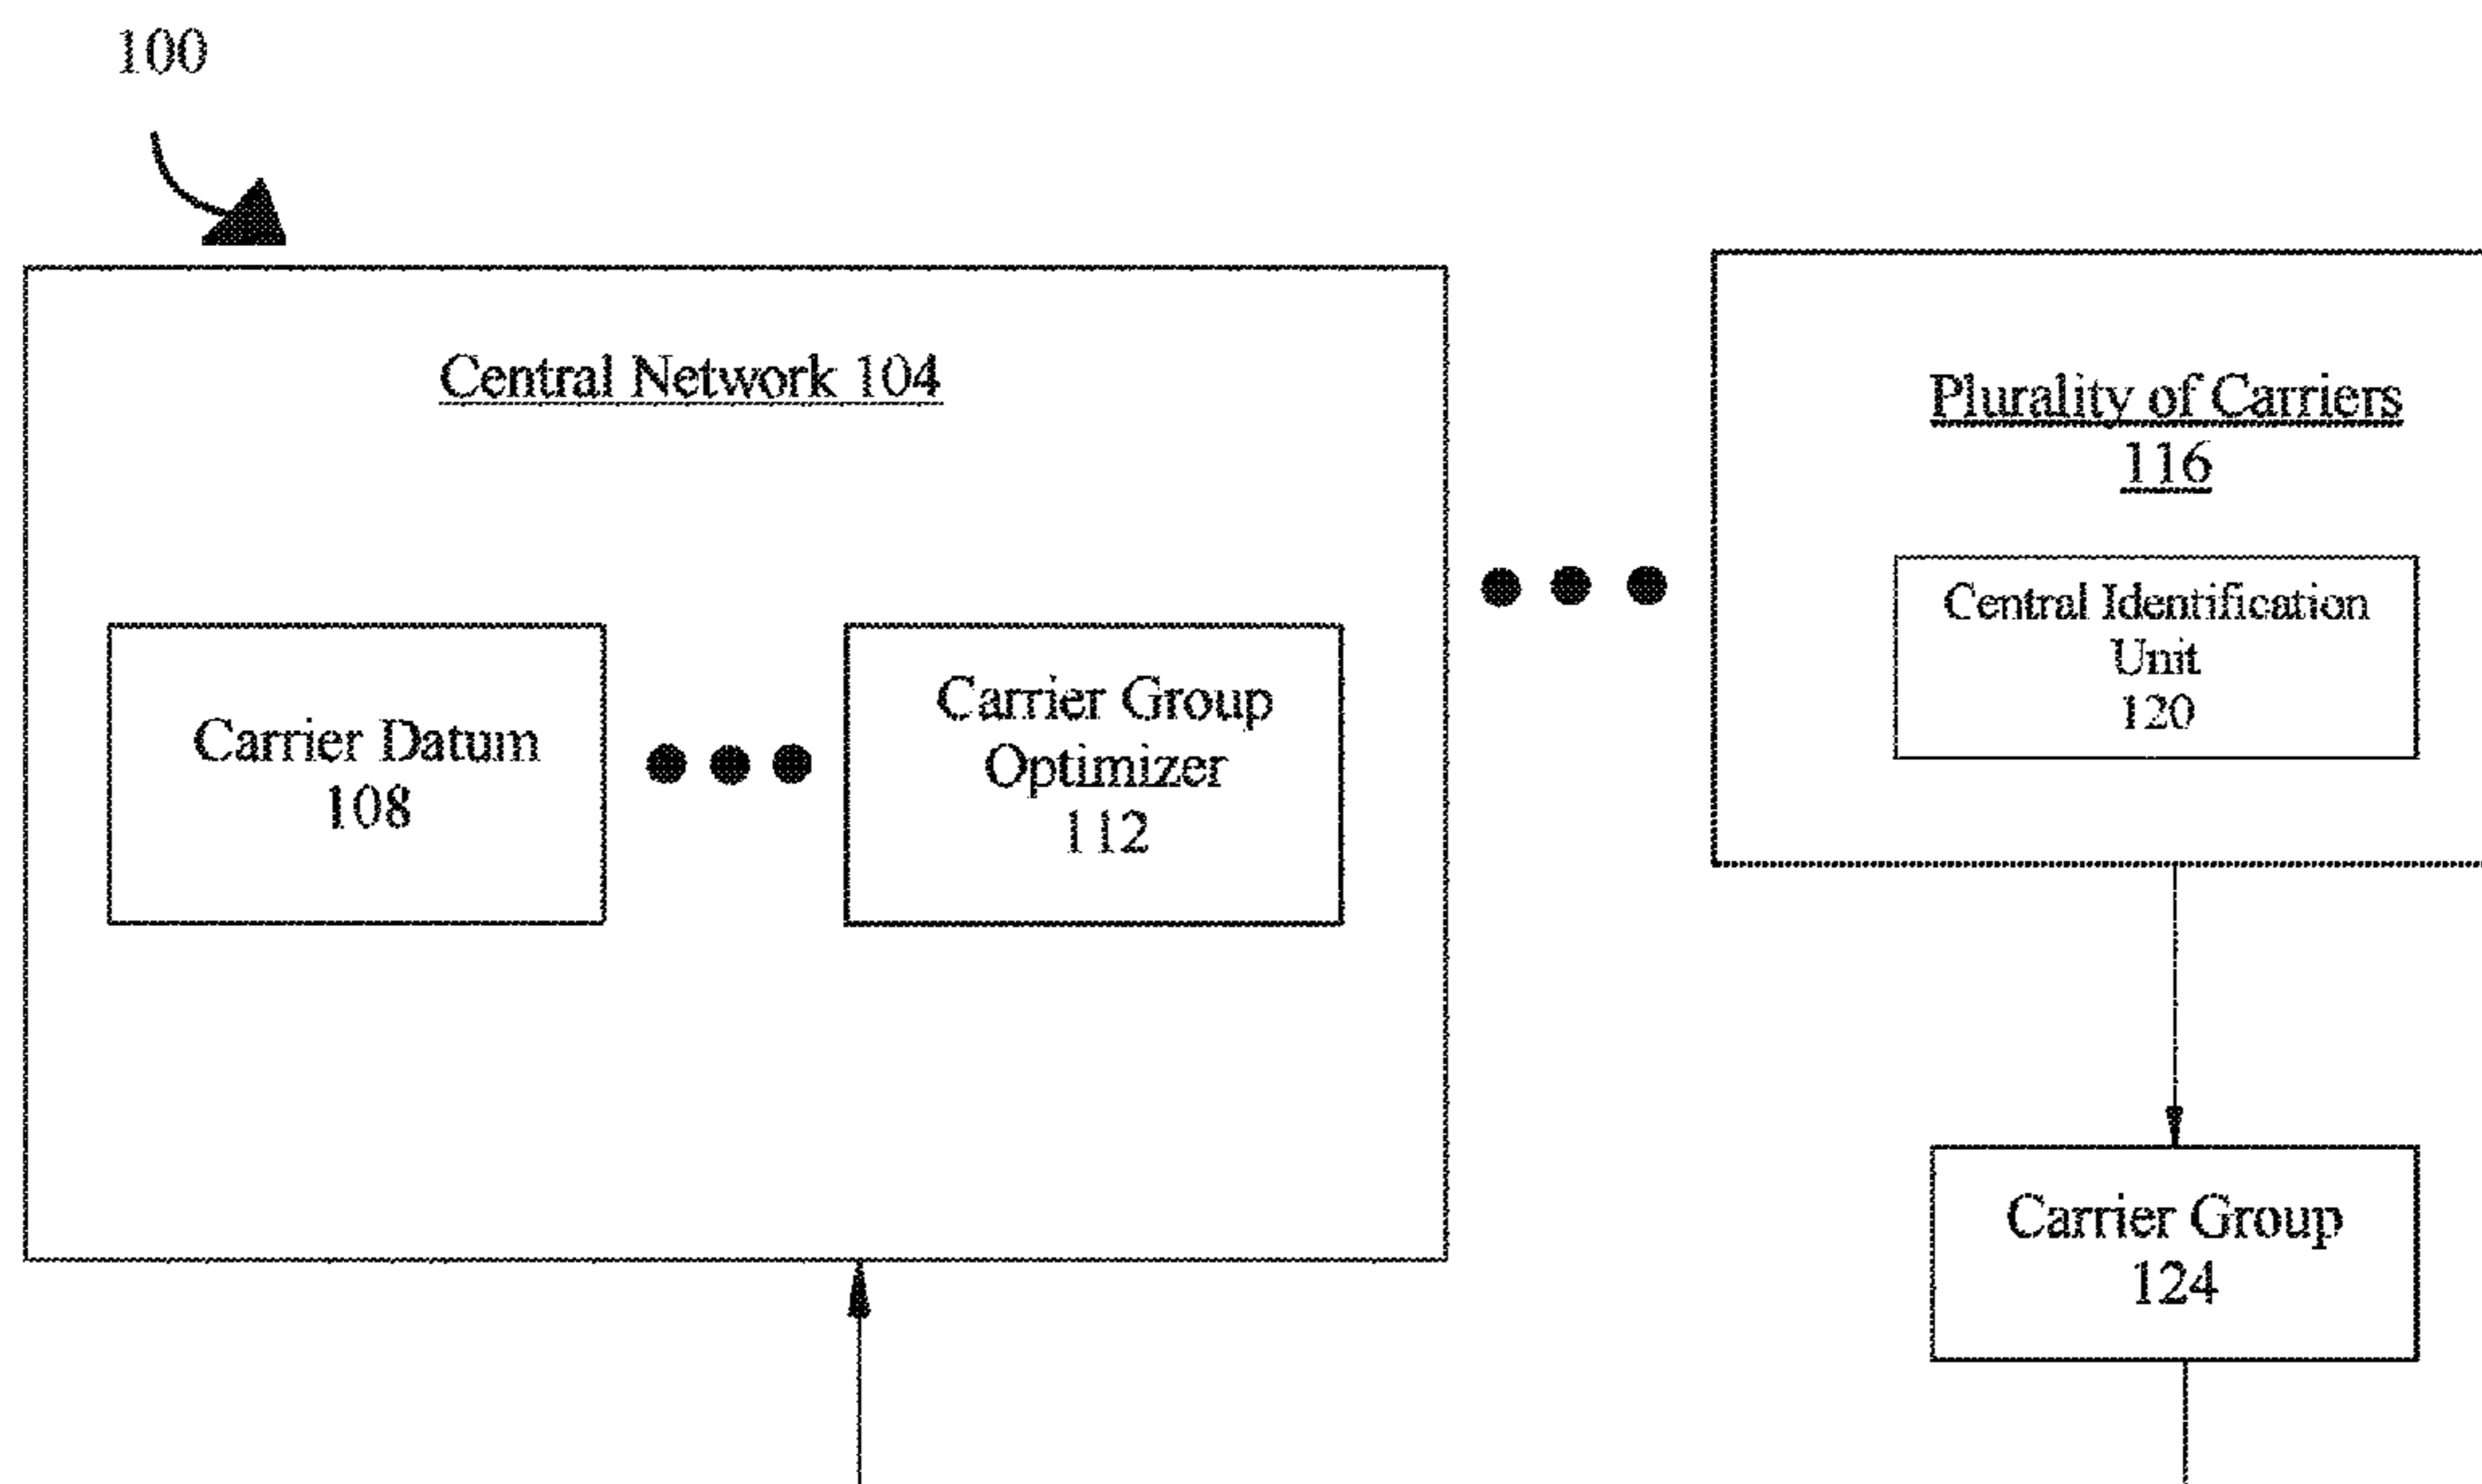 100
Central Network 104
Plurality of Carriers
116
Central Identification
Unit
120
Carrier Datum
108
Carrier Group
Optimizer
112
Carrier Group
124